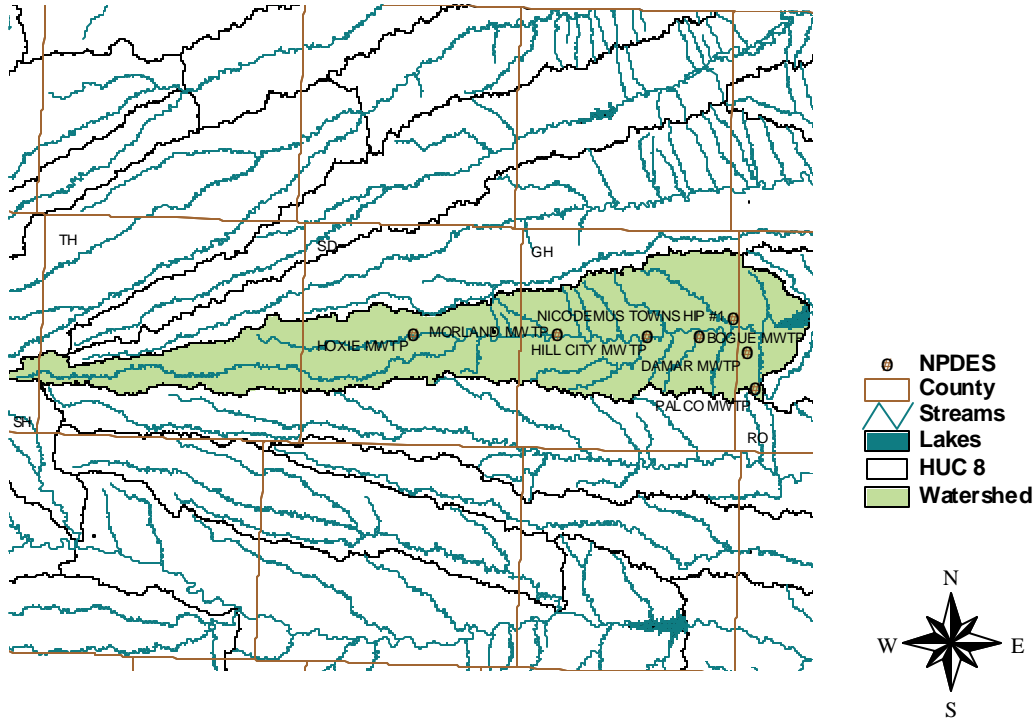 TH
SD
GH
NICODEMUS TOWNSHIP #1
MORLAND MWTP
HOXIE MWTP
BOGUE MWTP
HILL CITY MWTP
DAMAR MWTP
PALCO MWTP
SH
RO
NPDES
County
Streams
Lakes
HUC 8
Watershed
N
W
E
S